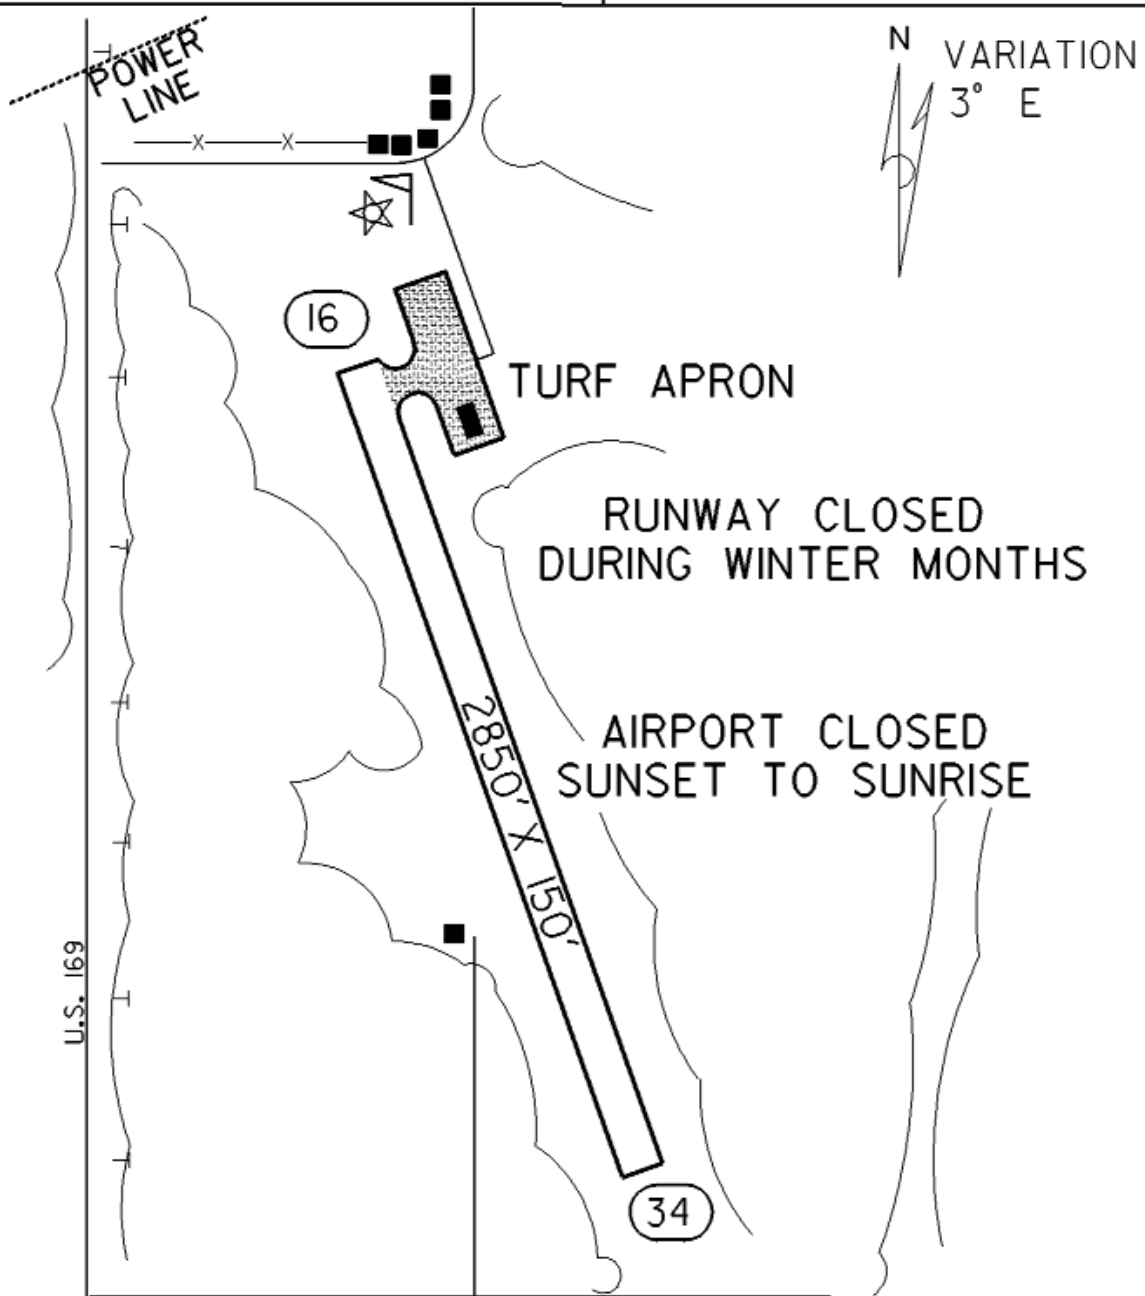 N
VARIATION
3° E
POWER
LINE
16
TURF APRON
RUNWAY CLOSED
DURING WINTER MONTHS
AIRPORT CLOSED
SUNSET TO SUNRISE
2850' X 150'
U.S. 169
34